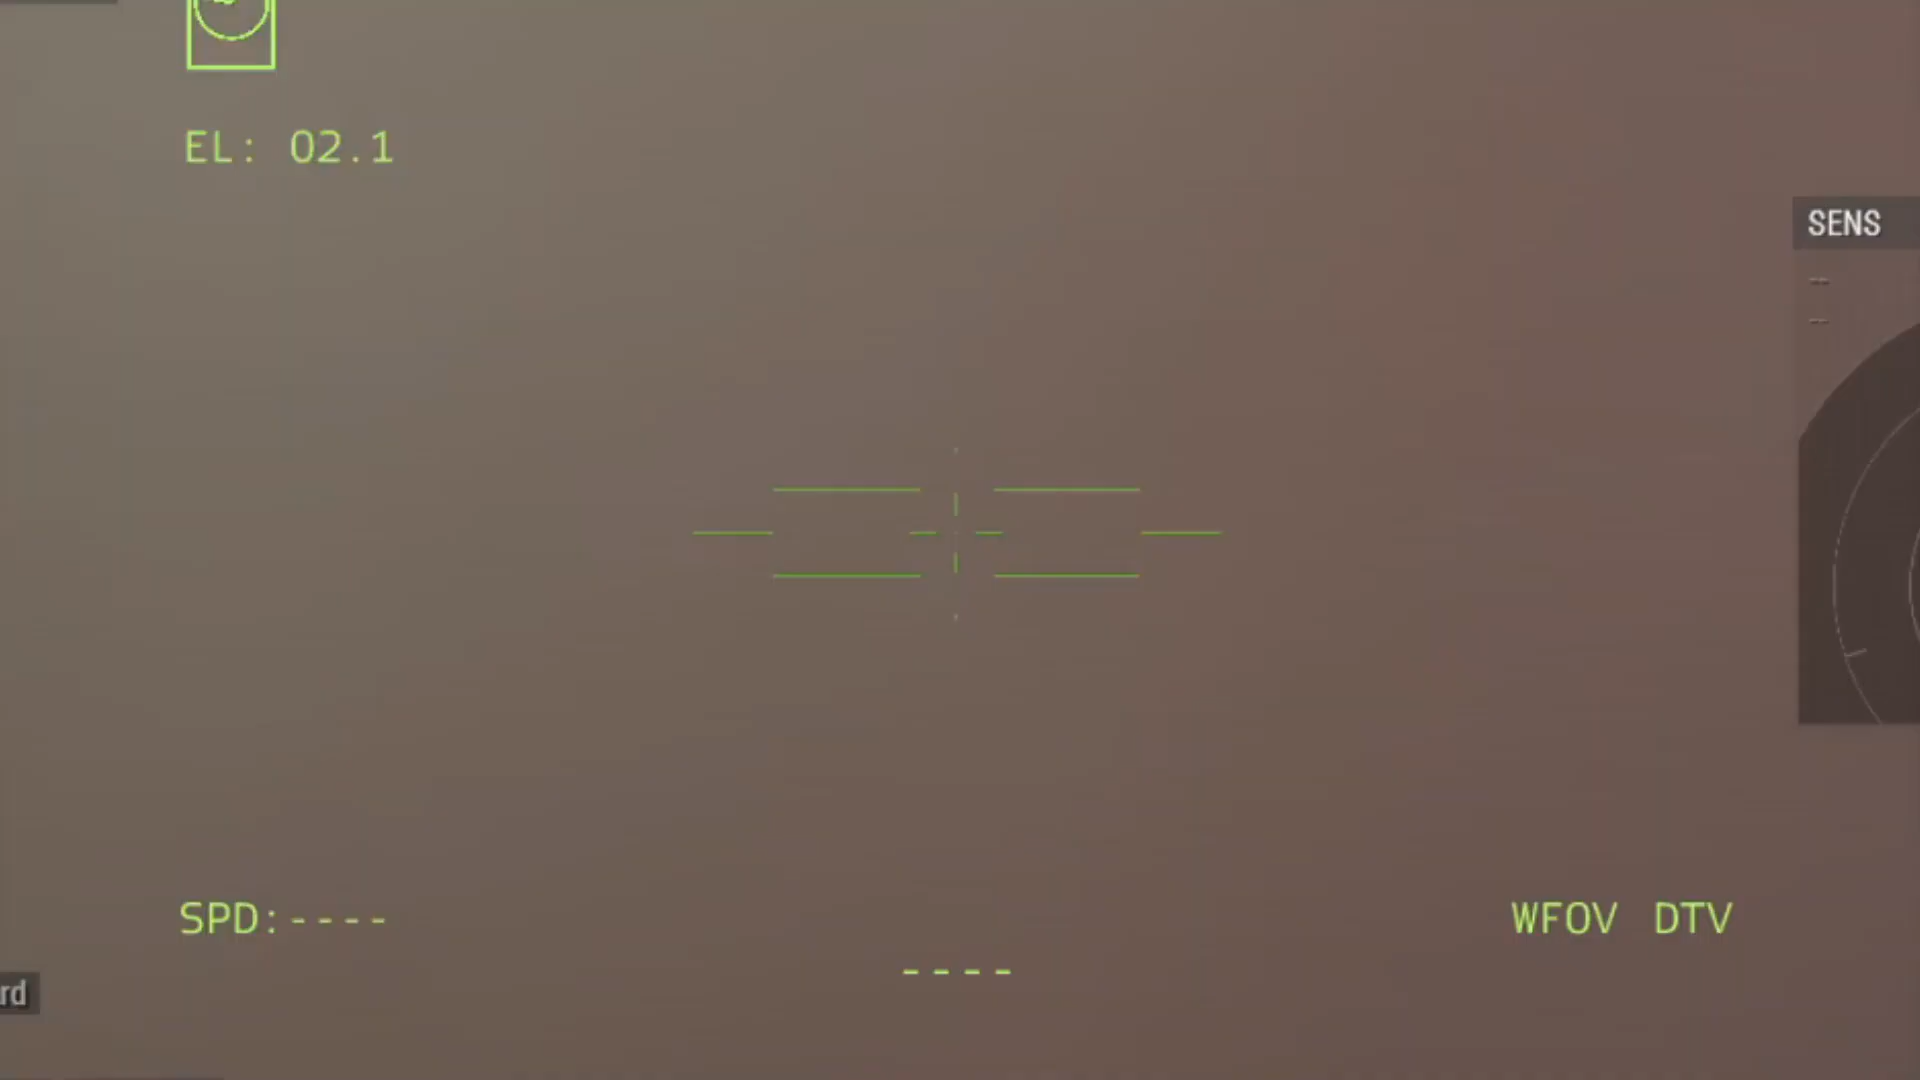 EL: 02.1
SENS
--
--
SPD:----
WFOV DTV
----
rd